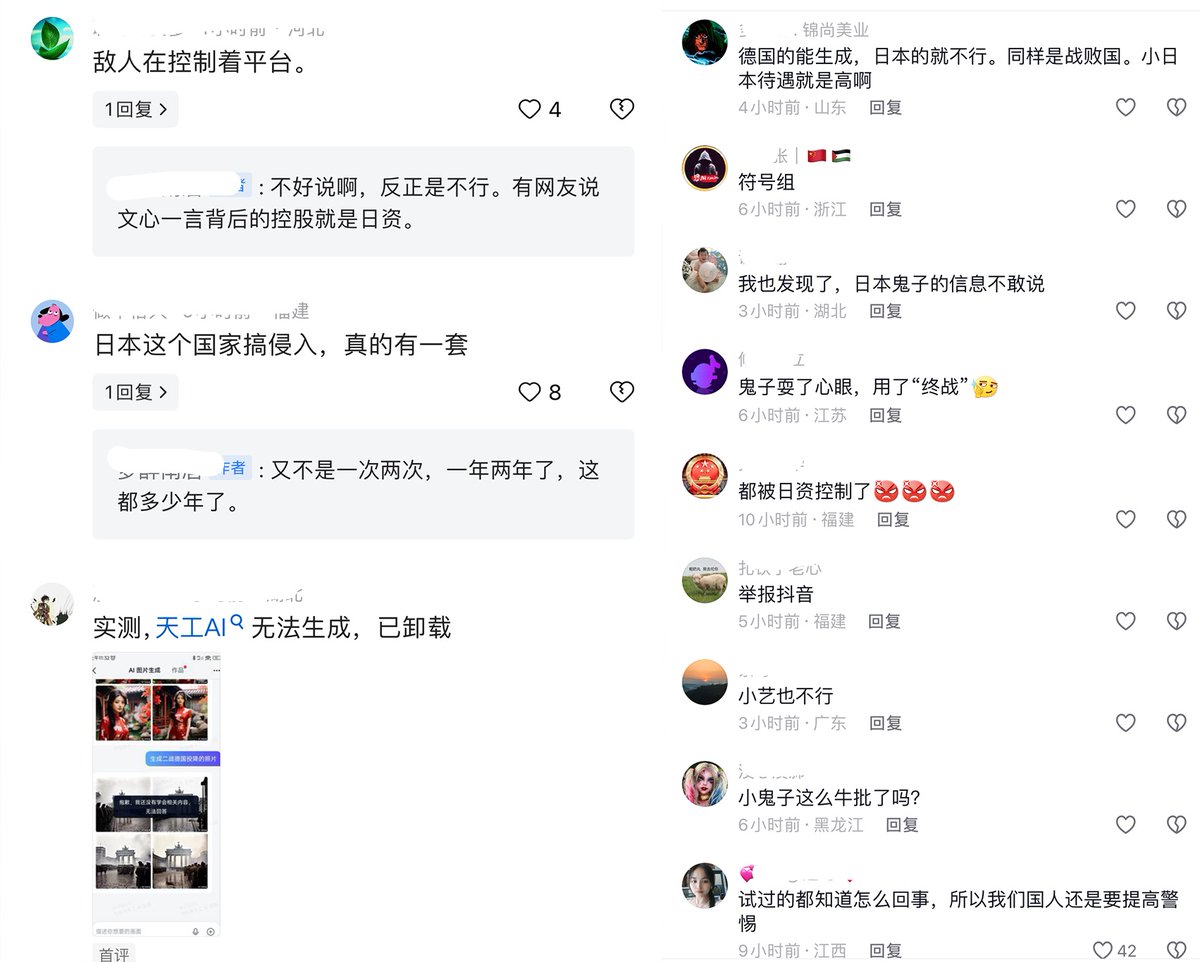 小时前·河北
敌人在控制着平台。
1回复 >
4
: 不好说啊，反正是不行。有网友说
文心一言背后的控股就是日资。
小时前 福建
日本这个国家搞侵入，真的有一套
1回复 >
8
作者 : 又不是一次两次，一年两年了，这
都多少年了。
实测,天工AI 无法生成，已卸载
AI 图片生成 作品
生成二战德国投降的照片
抱歉，我还没有学会相关内容，
无法回答
描述你想要的画面
首评
锦尚美业
德国的能生成，日本的就不行。同样是战败国。小日
本待遇就是高啊
4小时前·山东 回复
符号组
6小时前·浙江 回复
我也发现了，日本鬼子的信息不敢说
3小时前·湖北 回复
鬼子耍了心眼，用了“终战”
6小时前·江苏 回复
都被日资控制了
10小时前·福建 回复
举报抖音
5小时前·福建 回复
小艺也不行
3小时前·广东 回复
小鬼子这么牛批了吗?
6小时前·黑龙江 回复
试过的都知道怎么回事，所以我们国人还是要提高警
惕
9小时前·江西 回复
42